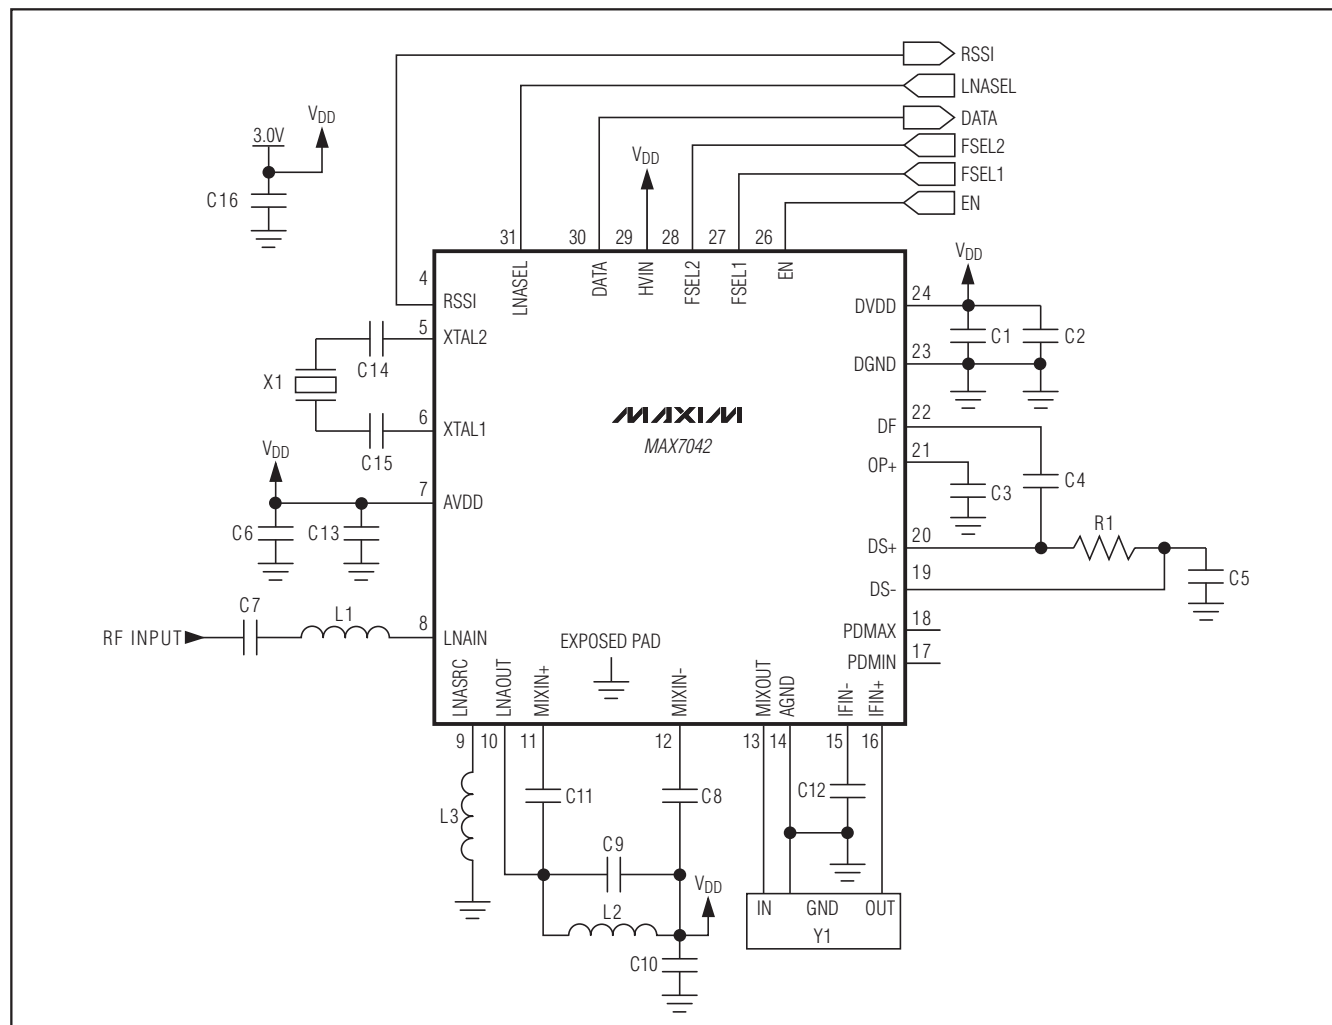 RSSI
LNASEL
DATA
FSEL2
FSEL1
EN
VDD
3.0V
C16
VDD
31
30
29
28
27
26
LNASEL
DATA
HVIN
FSEL2
FSEL1
EN
4
RSSI
5
XTAL2
C14
X1
6
XTAL1
C15
VDD
7
AVDD
C6
C13
C7
L1
8
RF INPUT
LNAIN
MAXIM
MAX7042
EXPOSED PAD
VDD
24
DVDD
C1
C2
23
DGND
22
DF
21
OP+
C3
C4
R1
20
DS+
19
DS-
C5
18
PDMAX
17
PDMIN
LNASRC
LNAOUT
MIXIN+
MIXIN-
MIXOUT
AGND
IFIN-
IFIN+
9
10
11
12
13
14
15
16
L3
C11
C8
C12
C9
VDD
L2
C10
IN
GND
OUT
Y1